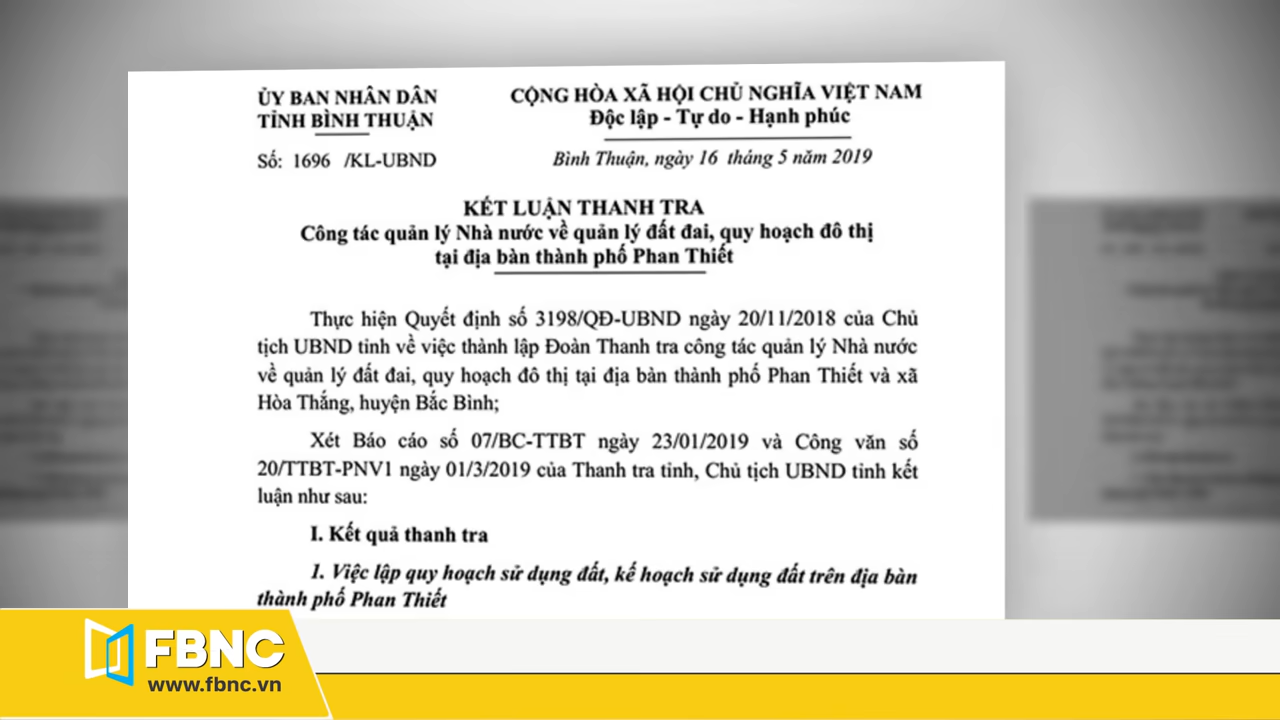 ỦY BAN NHÂN DÂN
TỈNH BÌNH THUẬN
Số: 1696 /KL-UBND
CỘNG HÒA XÃ HỘI CHỦ NGHĨA VIỆT NAM
Độc lập - Tự do - Hạnh phúc
Bình Thuận, ngày 16 tháng 5 năm 2019
KẾT LUẬN THANH TRA
Công tác quản lý Nhà nước về quản lý đất đai, quy hoạch đô thị
tại địa bàn thành phố Phan Thiết
Thực hiện Quyết định số 3198/QĐ-UBND ngày 20/11/2018 của Chủ
tịch UBND tỉnh về việc thành lập Đoàn Thanh tra công tác quản lý Nhà nước
về quản lý đất đai, quy hoạch đô thị tại địa bàn thành phố Phan Thiết và xã
Hòa Thắng, huyện Bắc Bình;
Xét Báo cáo số 07/BC-TTBT ngày 23/01/2019 và Công văn số
20/TTBT-PNV1 ngày 01/3/2019 của Thanh tra tỉnh, Chủ tịch UBND tỉnh kết
luận như sau:
I. Kết quả thanh tra
1. Việc lập quy hoạch sử dụng đất, kế hoạch sử dụng đất trên địa bàn
thành phố Phan Thiết
FBNC
www.fbnc.vn